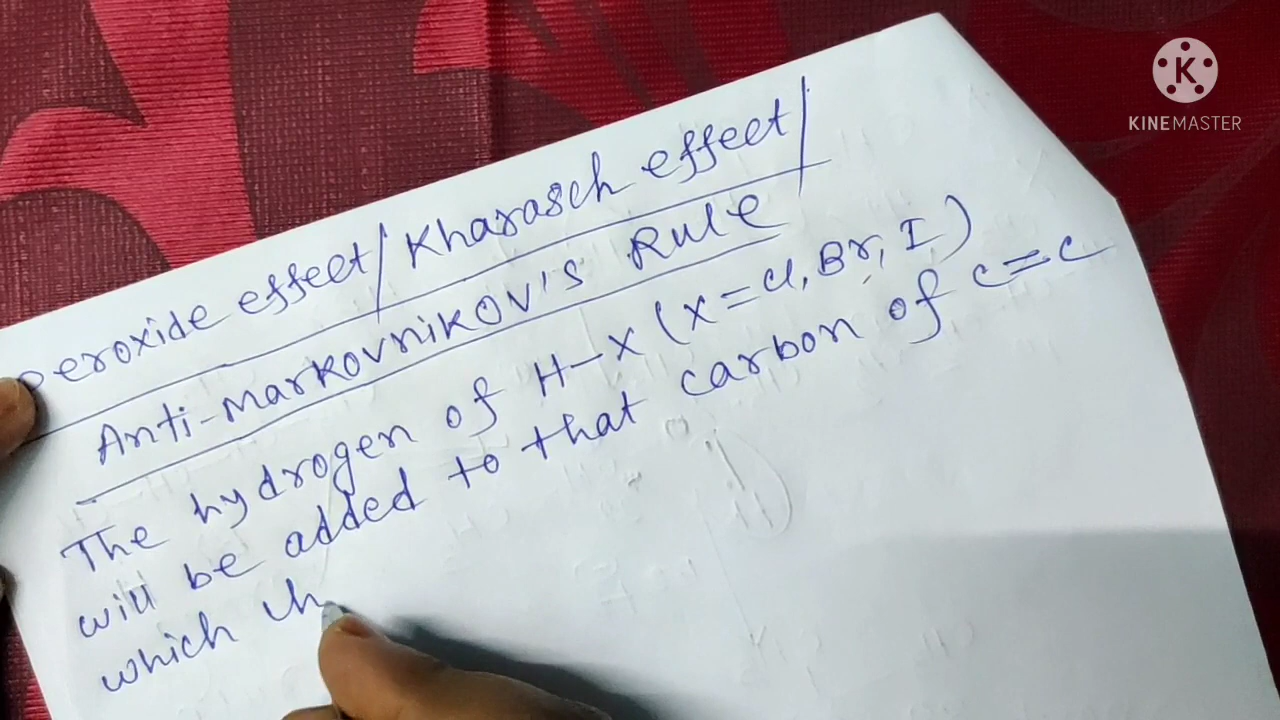 KINEMASTER
Peroxide effect/Kharasch effect/
Anti-Markovnikov's Rule
The hydrogen of H-X (X=Cl, Br, I)
will be added to that carbon of C=C
which